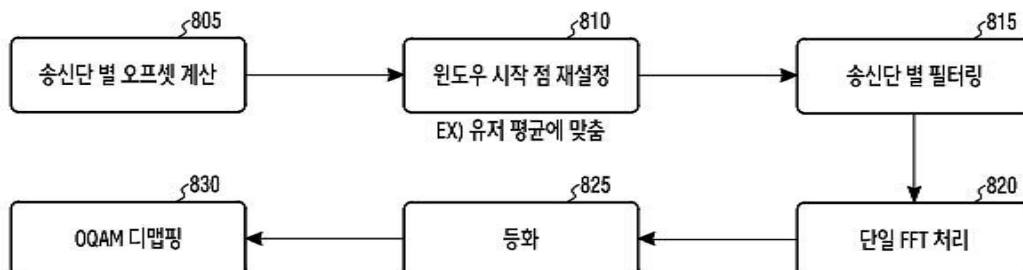 805
송신단 별 오프셋 계산
810
윈도우 시작 점 재설정
EX) 유저 평균에 맞춤
815
송신단 별 필터링
820
단일 FFT 처리
825
등화
830
OQAM 디맵핑